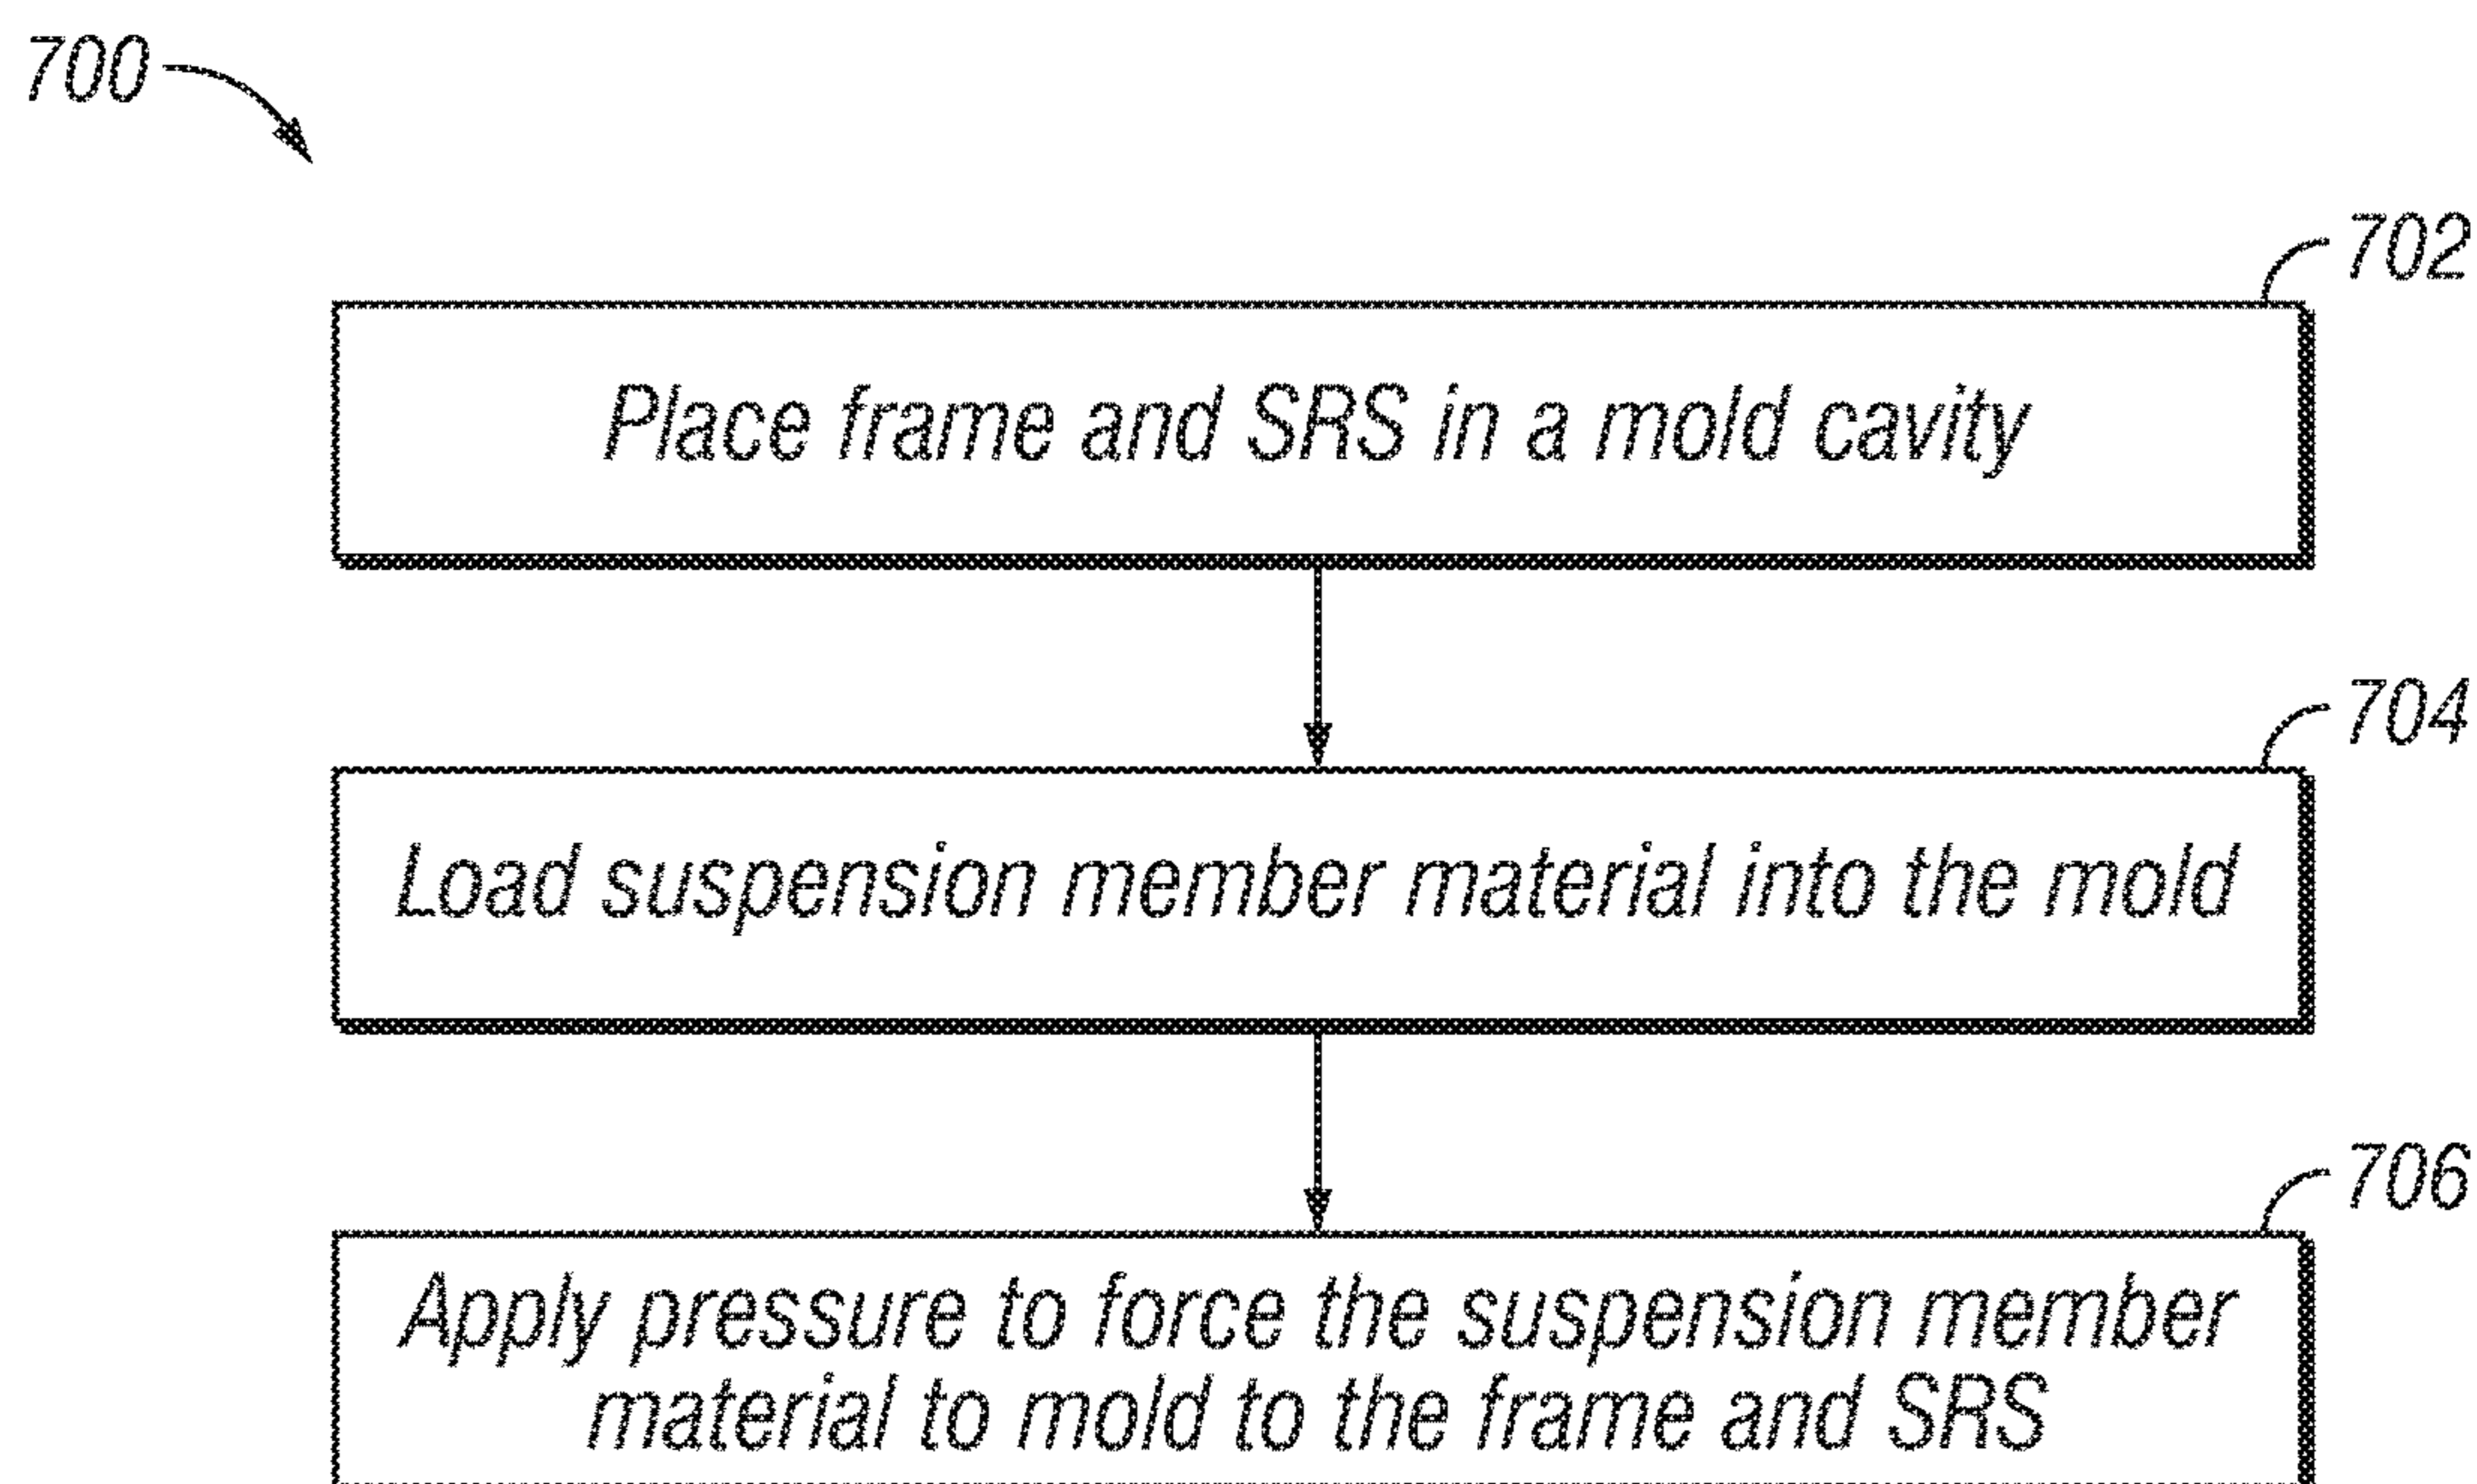 700
702
Place frame and SRS in a mold cavity
704
Load suspension member material into the mold
706
Apply pressure to force the suspension member
material to mold to the frame and SRS